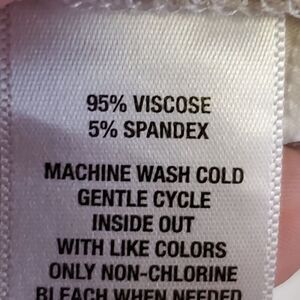 95% VISCOSE
5% SPANDEX
MACHINE WASH COLD
GENTLE CYCLE
INSIDE OUT
WITH LIKE COLORS
ONLY NON-CHLORINE
BLEACH WHEN NEEDED